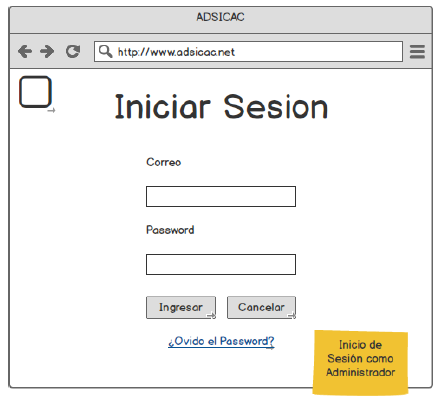 ADSICAC
http://www.adsicac.net
Iniciar Sesion
Correo
Password
Ingresar Cancelar
¿Ovido el Password?
Inicio de
Sesión como
Administrador